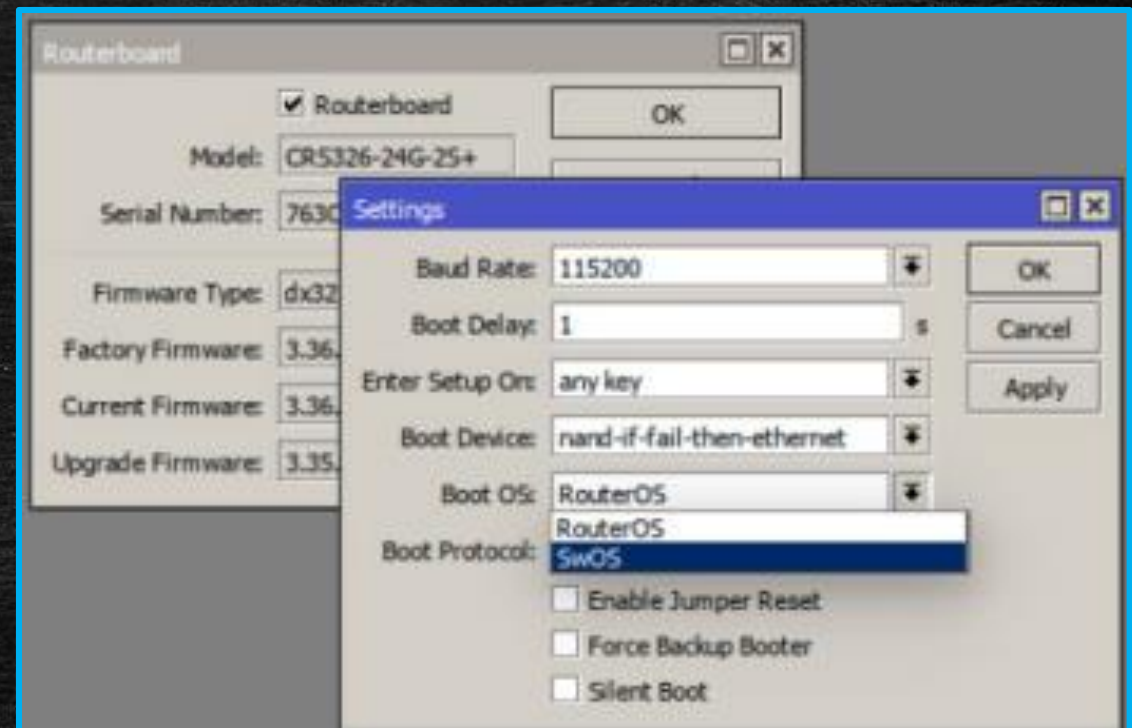 Routerboard
Routerboard
OK
Model: CRS326-24G-2S+
Serial Number: 763C
Firmware Type: dx32
Factory Firmware: 3.36.
Current Firmware: 3.36.
Upgrade Firmware: 3.35.
Settings
Baud Rate: 115200
OK
Boot Delay: 1 s
Cancel
Enter Setup On: any key
Apply
Boot Device: nand-if-fail-then-ethernet
Boot OS: RouterOS
RouterOS
Boot Protocol:
SwOS
Enable Jumper Reset
Force Backup Booter
Silent Boot